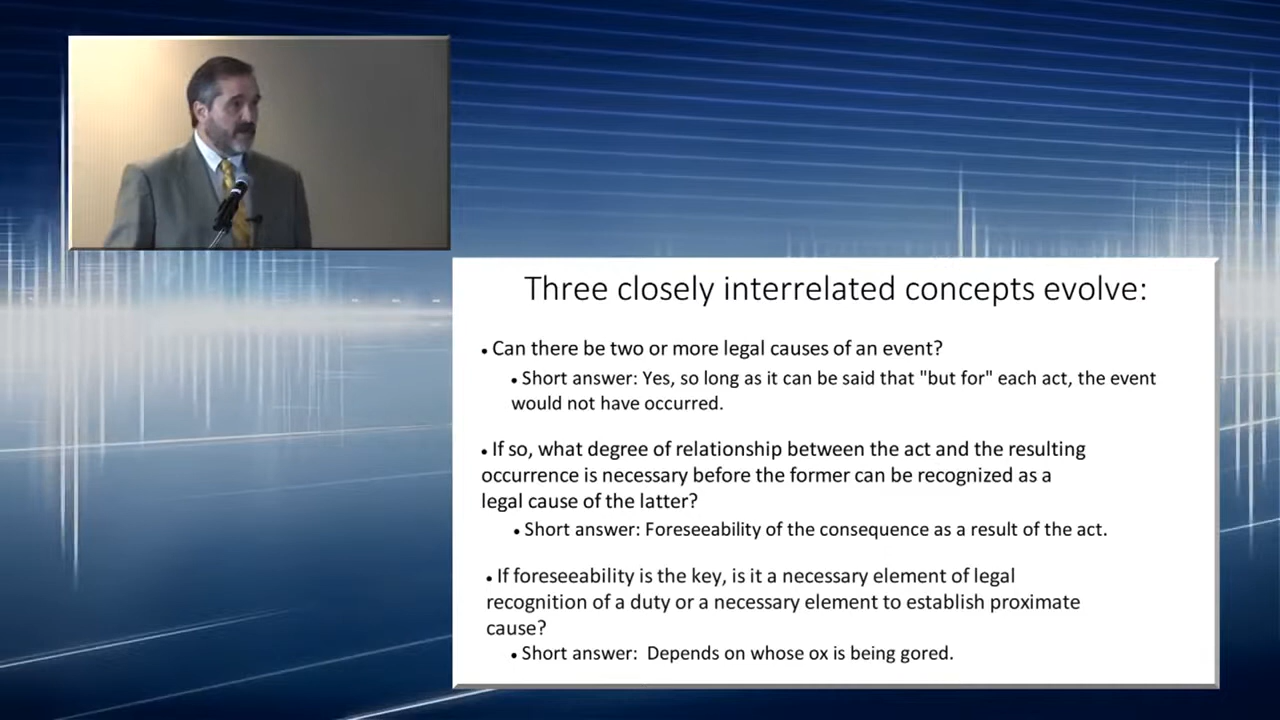 Three closely interrelated concepts evolve:
• Can there be two or more legal causes of an event?
• Short answer: Yes, so long as it can be said that "but for" each act, the event
would not have occurred.
• If so, what degree of relationship between the act and the resulting
occurrence is necessary before the former can be recognized as a
legal cause of the latter?
• Short answer: Foreseeability of the consequence as a result of the act.
• If foreseeability is the key, is it a necessary element of legal
recognition of a duty or a necessary element to establish proximate
cause?
• Short answer:  Depends on whose ox is being gored.